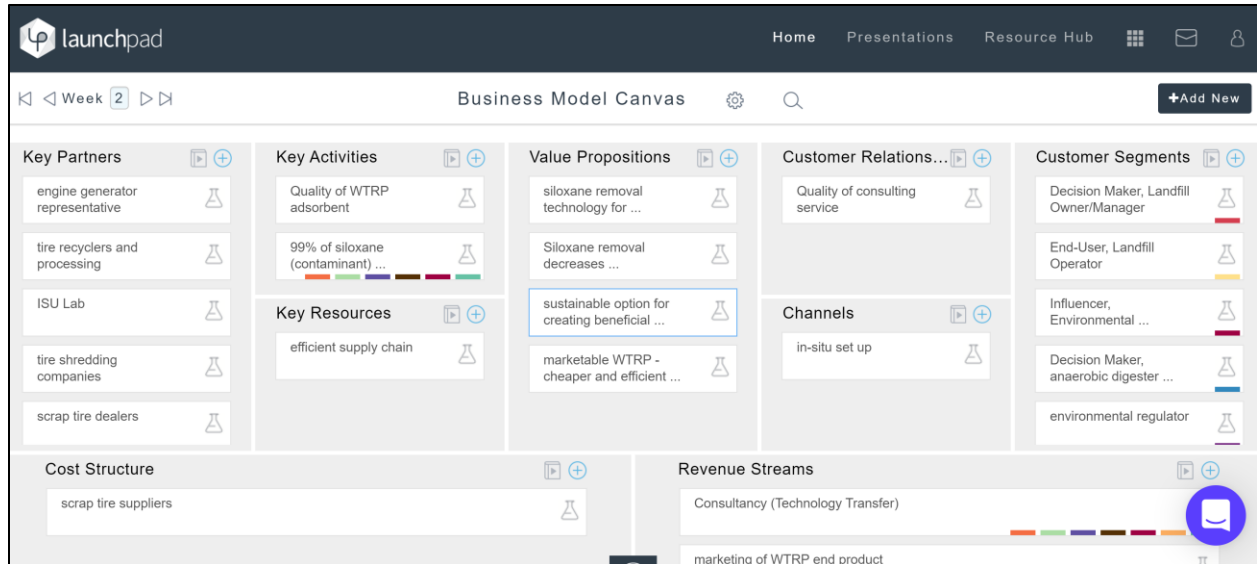 launchpad
Home Presentations Resource Hub
Week 2
Business Model Canvas
+Add New
Key Partners
engine generator
representative
tire recyclers and
processing
ISU Lab
tire shredding
companies
scrap tire dealers
Key Activities
Quality of WTRP
adsorbent
99% of siloxane
(contaminant) ...
Key Resources
efficient supply chain
Value Propositions
siloxane removal
technology for ...
Siloxane removal
decreases ...
sustainable option for
creating beneficial ...
marketable WTRP -
cheaper and efficient ...
Customer Relations...
Quality of consulting
service
Channels
in-situ set up
Customer Segments
Decision Maker, Landfill
Owner/Manager
End-User, Landfill
Operator
Influencer,
Environmental ...
Decision Maker,
anaerobic digester ...
environmental regulator
Cost Structure
scrap tire suppliers
Revenue Streams
Consultancy (Technology Transfer)
marketing of WTRP end product